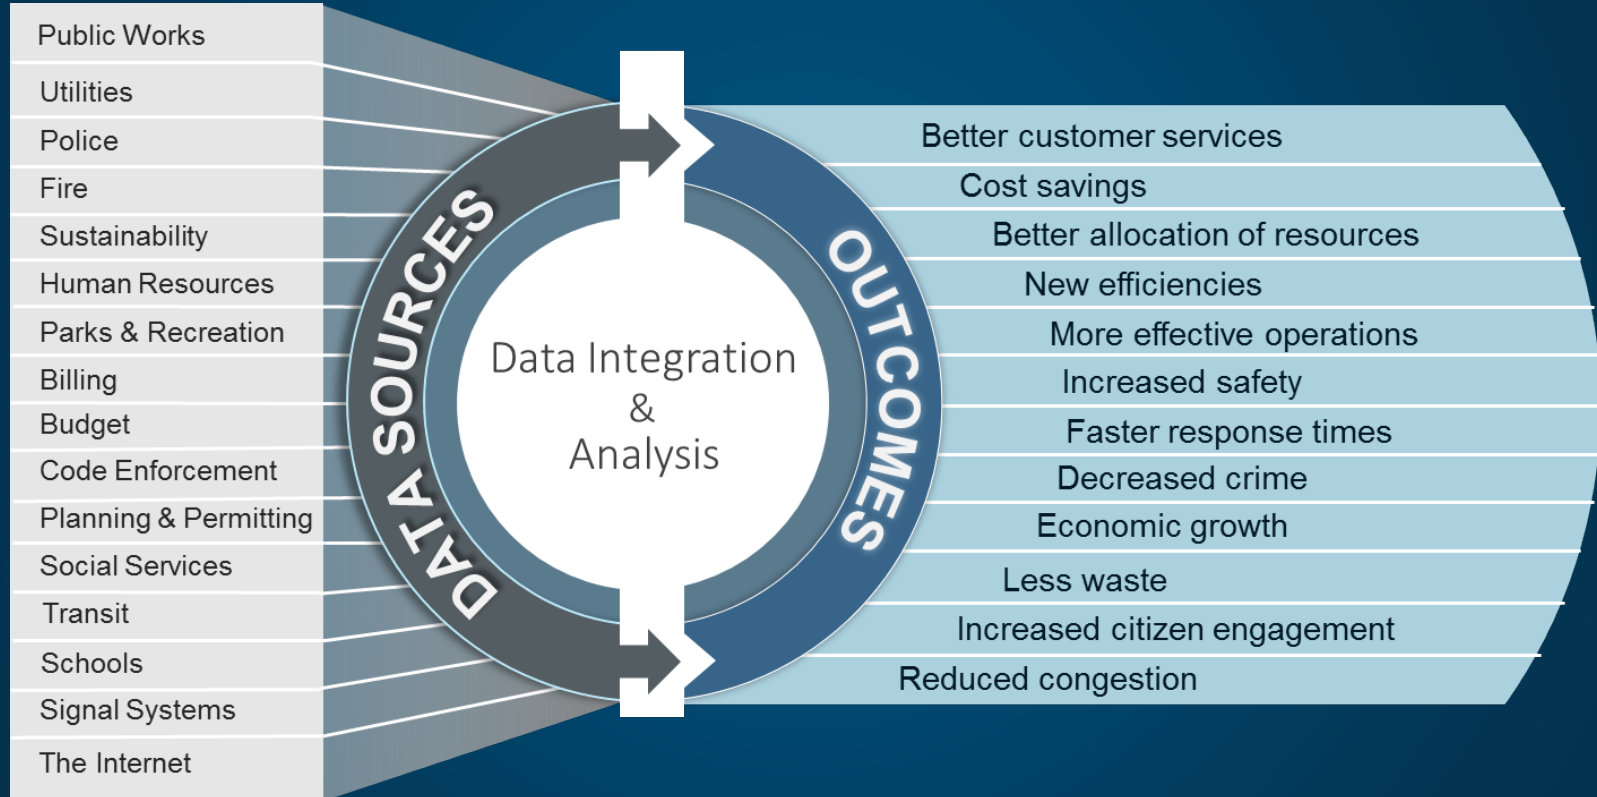 Public Works
Utilities
Police
Fire
Sustainability
Human Resources
Parks & Recreation
Billing
Budget
Code Enforcement
Planning & Permitting
Social Services
Transit
Schools
Signal Systems
The Internet
DATA SOURCES
Data Integration
&
Analysis
OUTCOMES
Better customer services
Cost savings
Better allocation of resources
New efficiencies
More effective operations
Increased safety
Faster response times
Decreased crime
Economic growth
Less waste
Increased citizen engagement
Reduced congestion